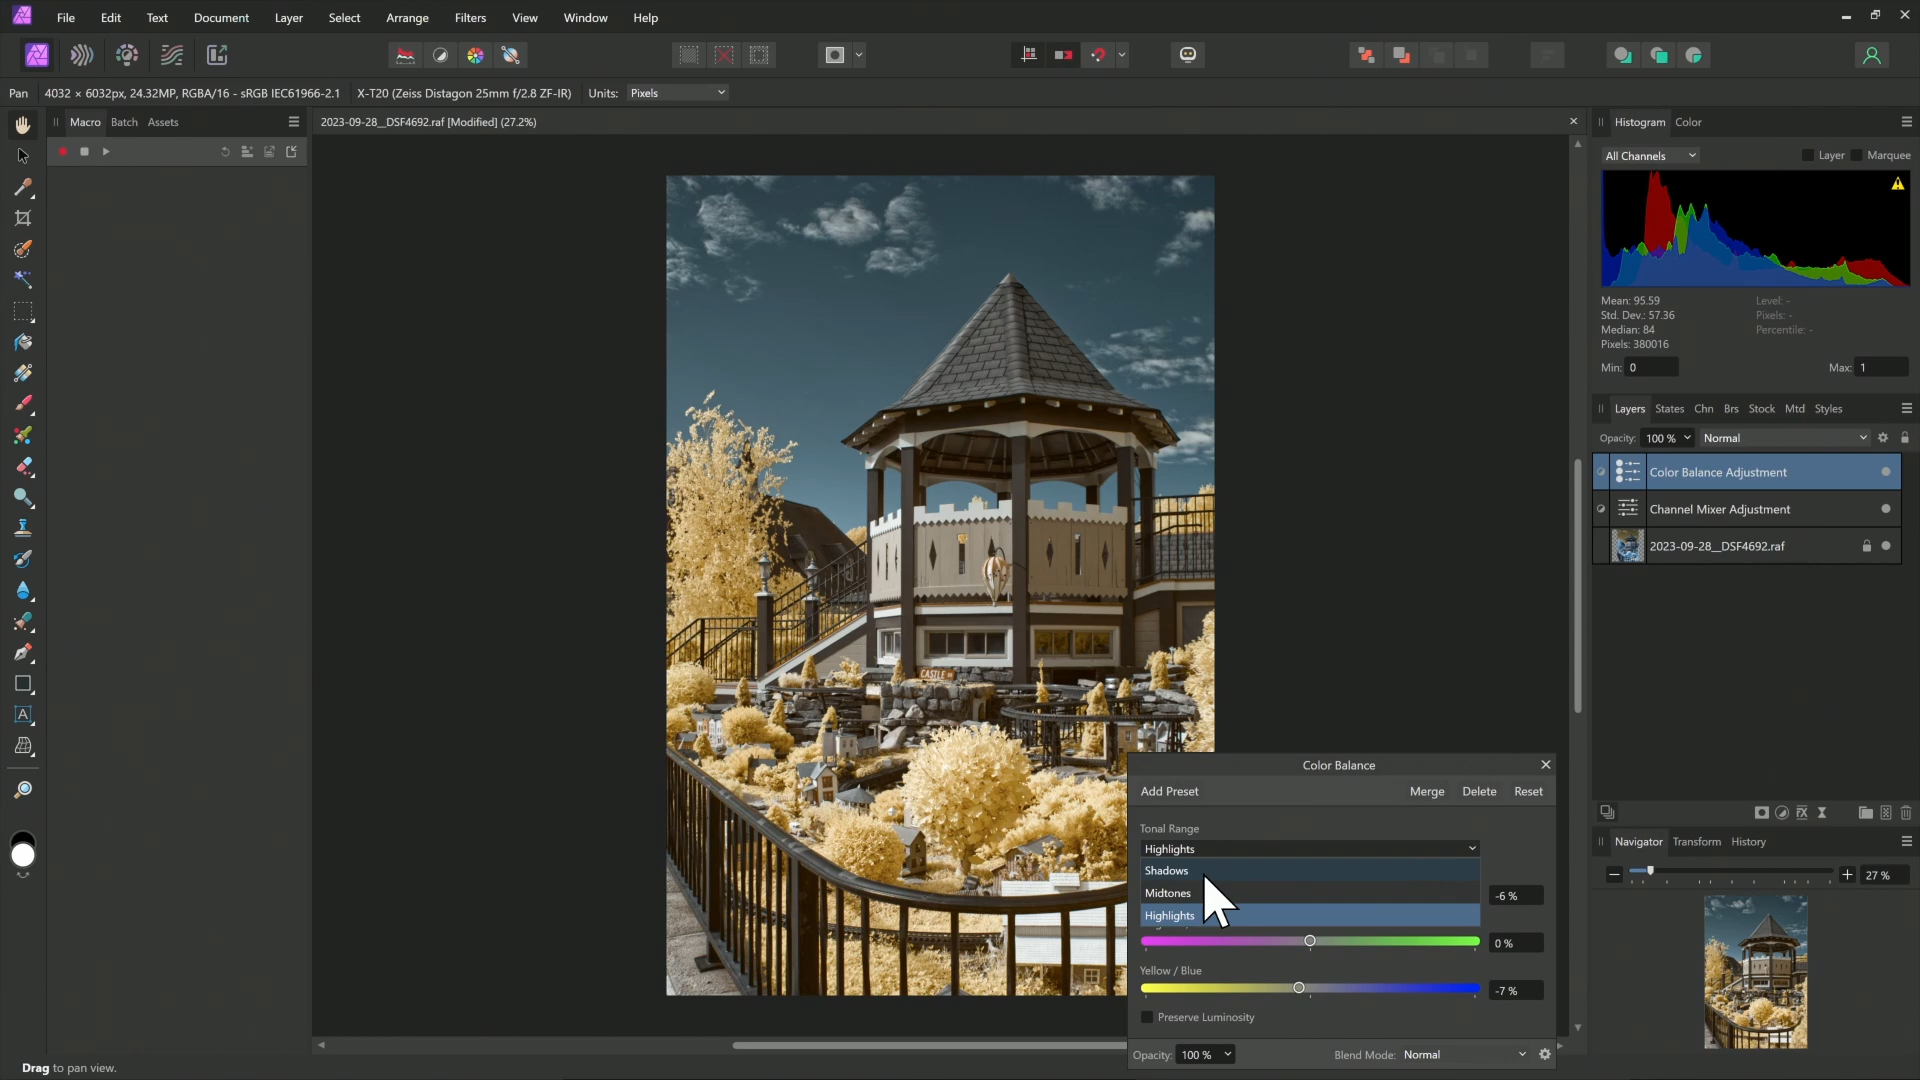 File Edit Text Document Layer Select Arrange Filters View Window Help
Pan 4032 × 6032px, 24.32MP, RGBA/16 - sRGB IEC61966-2.1 X-T20 (Zeiss Distagon 25mm f/2.8 ZF-IR) Units: Pixels
Macro Batch Assets
2023-09-28__DSF4692.raf [Modified] (27.2%)
Histogram Color
All Channels Layer Marquee
Mean: 95.59 Level: -
Std. Dev.: 57.36 Pixels: -
Median: 84 Percentile: -
Pixels: 380016
Min: 0 Max: 1
Layers States Chn Brs Stock Mtd Styles
Opacity: 100 % Normal
Color Balance Adjustment
Channel Mixer Adjustment
2023-09-28__DSF4692.raf
CASTLE
Color Balance
Add Preset Merge Delete Reset
Tonal Range
Highlights
Shadows
Midtones
Highlights
-6 %
0 %
Yellow / Blue
-7 %
Preserve Luminosity
Opacity: 100 % Blend Mode: Normal
Navigator Transform History
27 %
Drag to pan view.